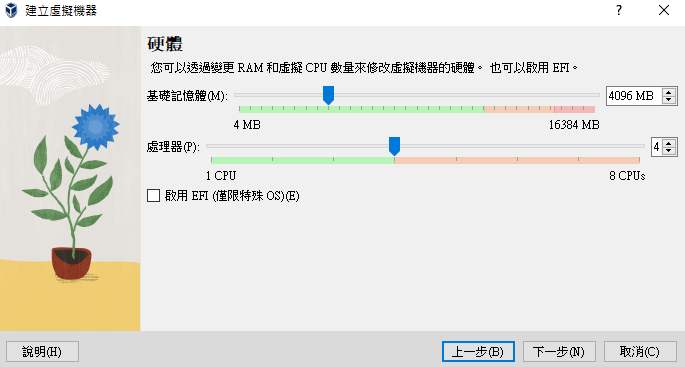 建立虛擬機器
硬體
您可以透過變更 RAM 和虛擬 CPU 數量來修改虛擬機器的硬體。 也可以啟用 EFI。
基礎記憶體(M):
4096 MB
4 MB
16384 MB
處理器(P):
4
1 CPU
8 CPUs
啟用 EFI (僅限特殊 OS)(E)
說明(H)
上一步(B)
下一步(N)
取消(C)